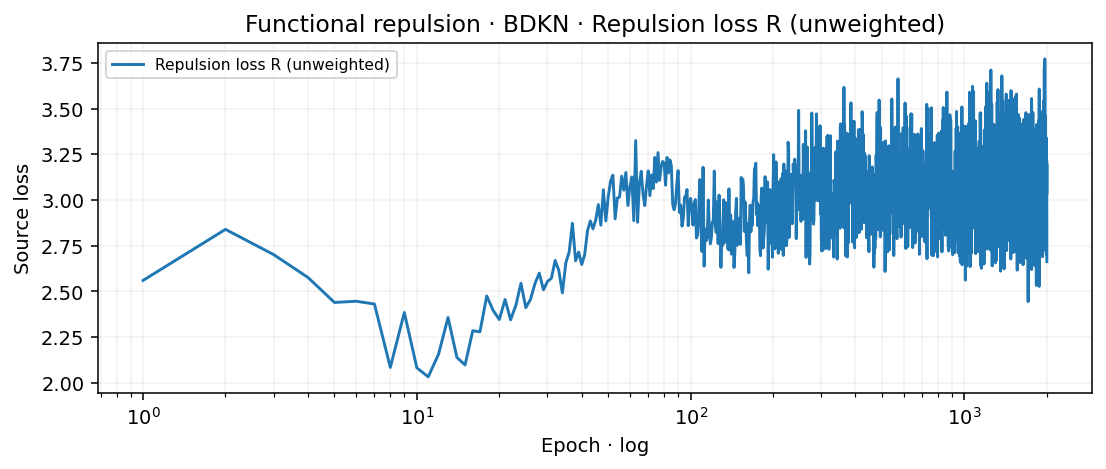 Functional repulsion · BDKN · Repulsion loss R (unweighted)
Repulsion loss R (unweighted)
Source loss
3.75
3.50
3.25
3.00
2.75
2.50
2.25
2.00
10⁰ 10¹ 10² 10³
Epoch · log